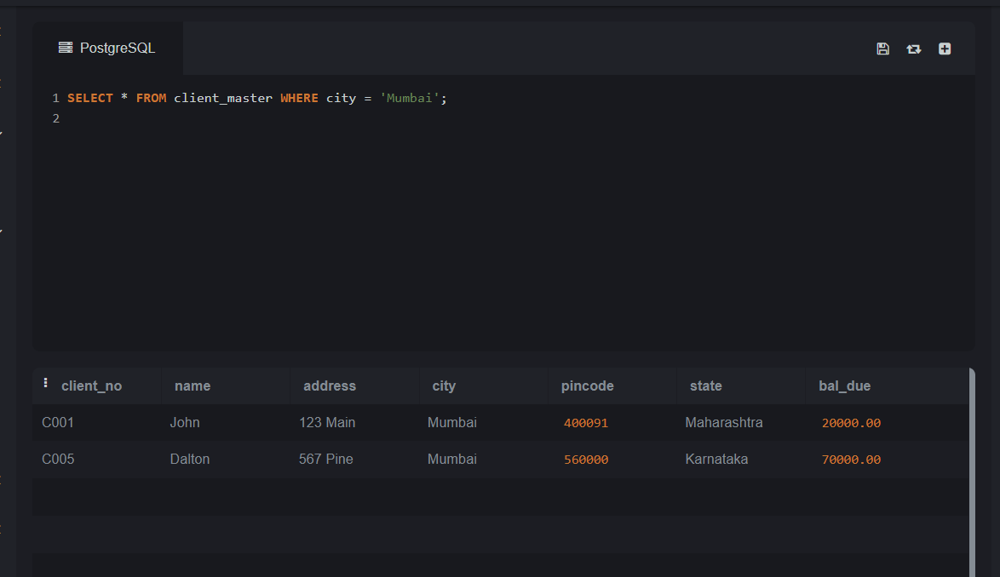 PostgreSQL
1 SELECT * FROM client_master WHERE city = 'Mumbai';
2
client_no name address city pincode state bal_due
C001 John 123 Main Mumbai 400091 Maharashtra 20000.00
C005 Dalton 567 Pine Mumbai 560000 Karnataka 70000.00